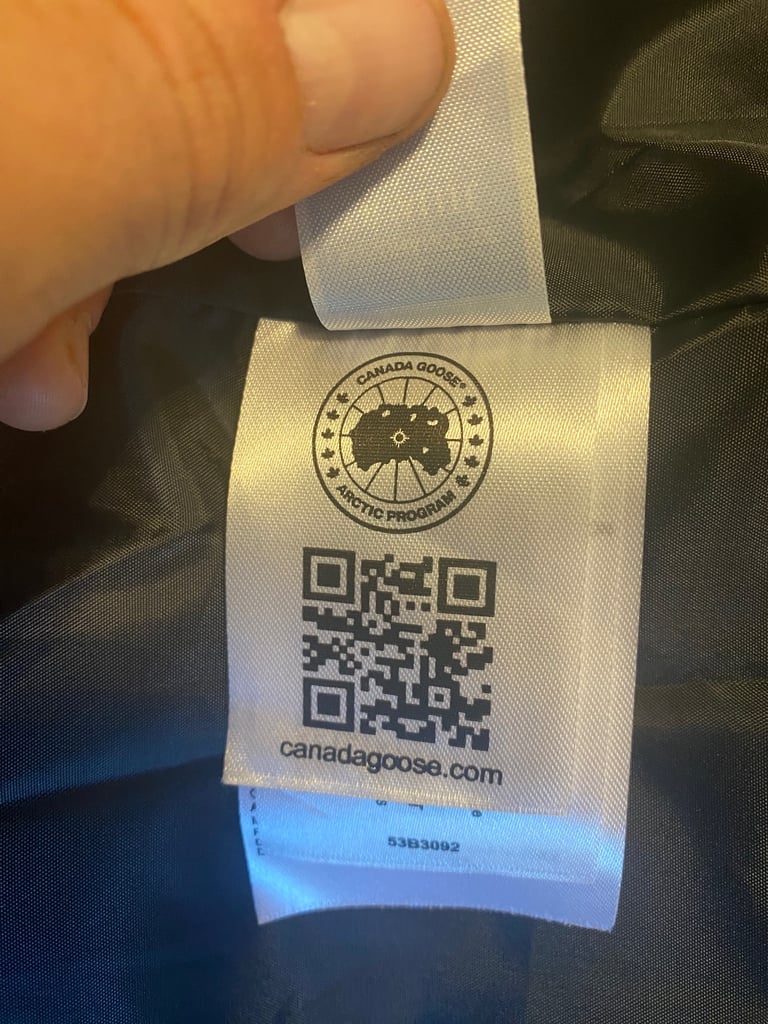 CANADA GOOSE®
ARCTIC PROGRAM
canadagoose.com
53B3092